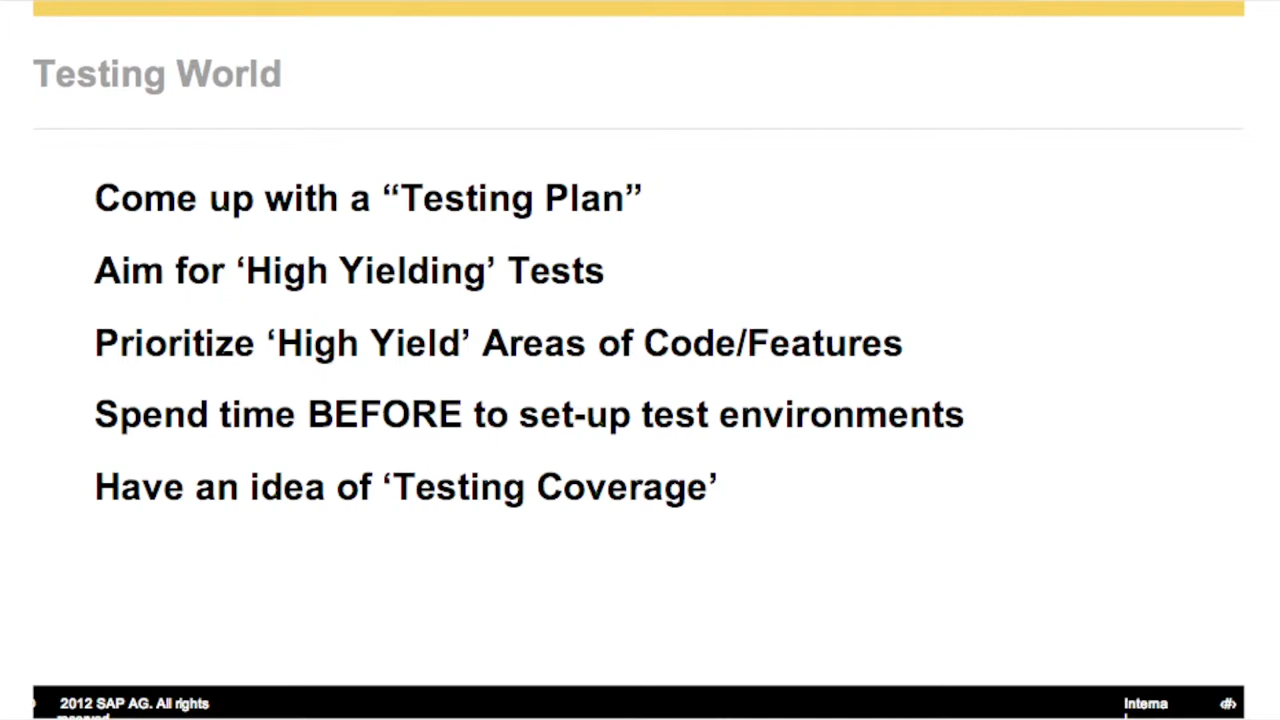 Testing World
Come up with a “Testing Plan”
Aim for ‘High Yielding’ Tests
Prioritize ‘High Yield’ Areas of Code/Features
Spend time BEFORE to set-up test environments
Have an idea of ‘Testing Coverage’
2012 SAP AG. All rights
reserved
Interna
l
‹#›